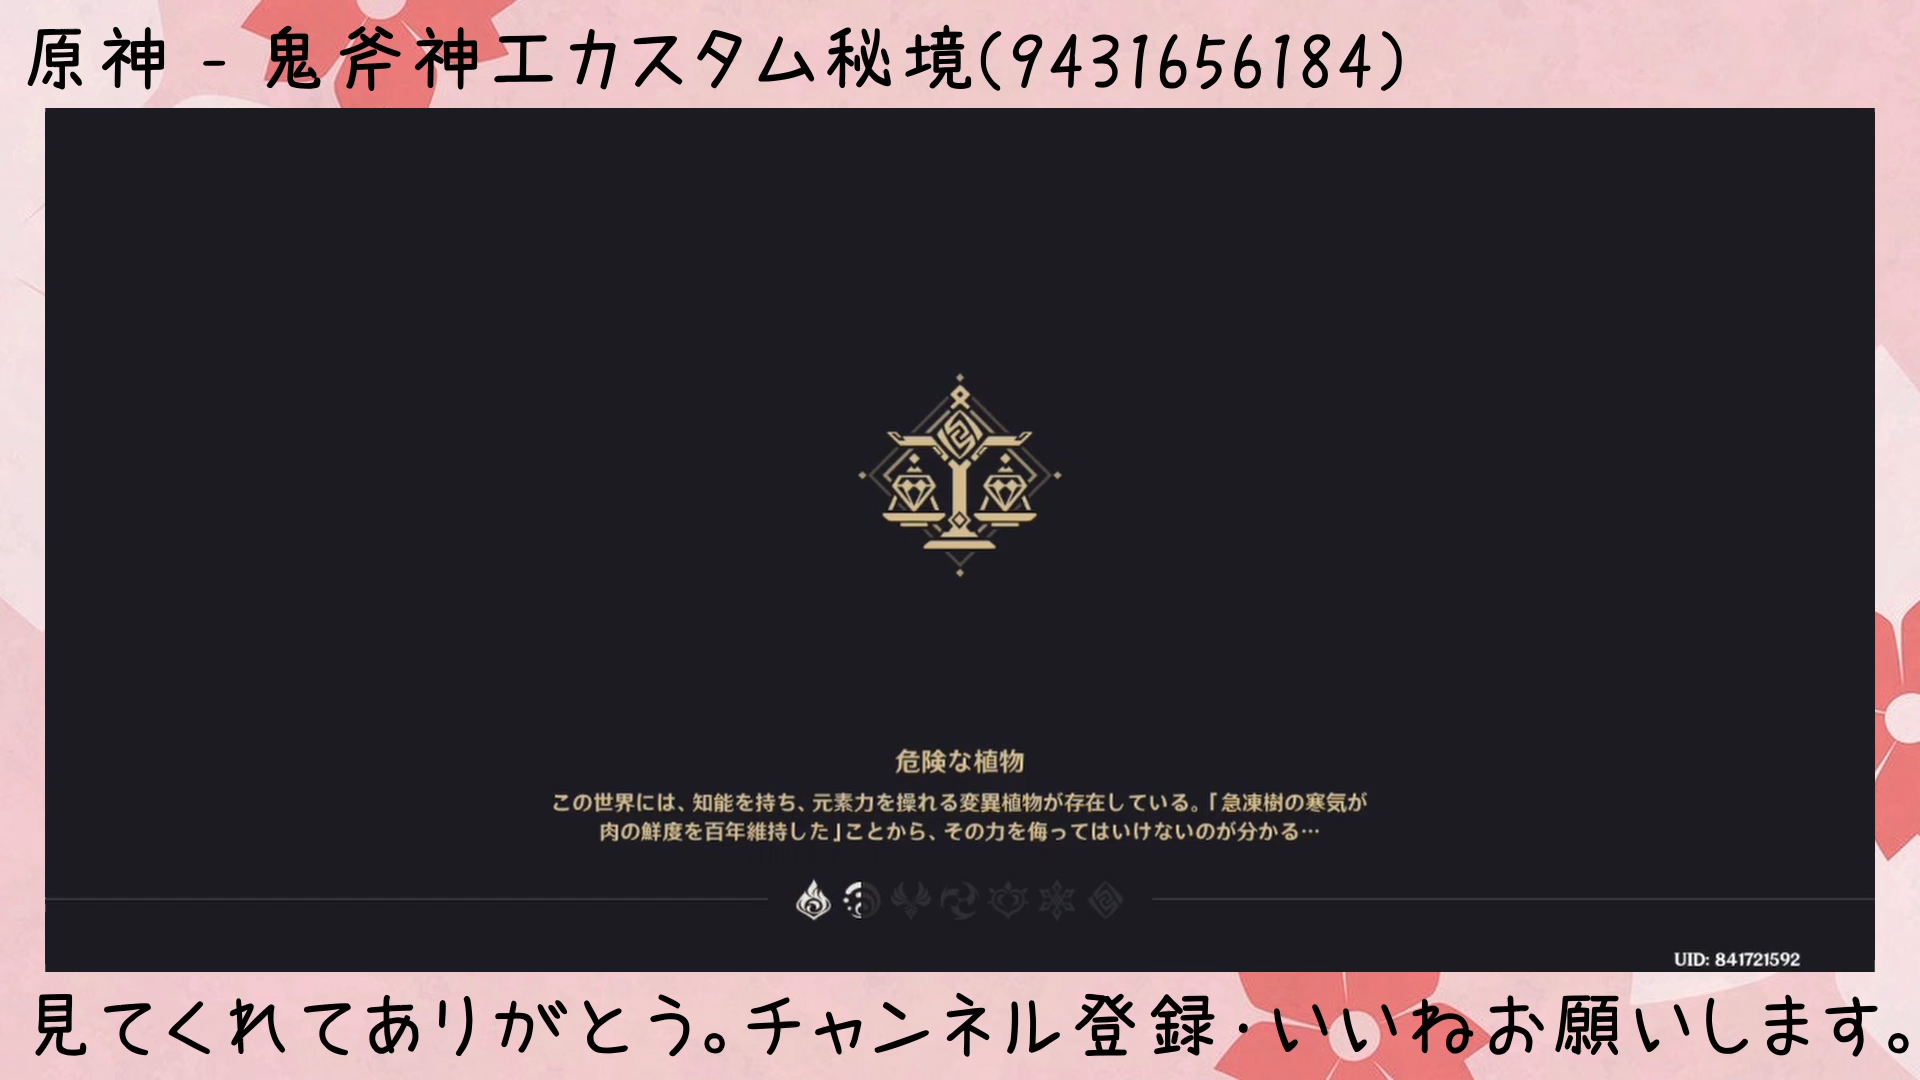 原神 - 鬼斧神工カスタム秘境(9431656184)
危険な植物
この世界には、知能を持ち、元素力を操れる変異植物が存在している。「急凍樹の寒気が
肉の鮮度を百年維持した」ことから、その力を侮ってはいけないのが分かる…
UID: 841721592
見てくれてありがとう。チャンネル登録・いいねお願いします。